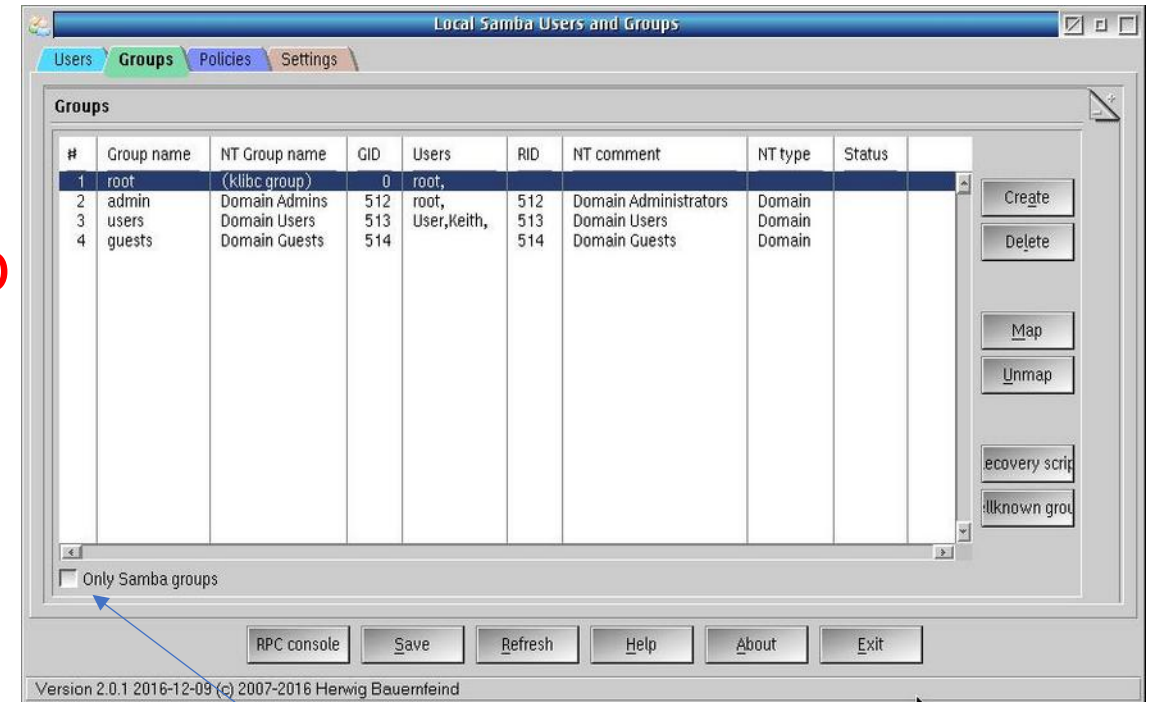 Local Samba Users and Groups
Users Groups Policies Settings
Groups
# Group name NT Group name GID Users RID NT comment NT type Status
1 root (klibc group) 0 root,
2 admin Domain Admins 512 root, 512 Domain Administrators Domain
3 users Domain Users 513 User,Keith, 513 Domain Users Domain
4 guests Domain Guests 514 514 Domain Guests Domain
Create
Delete
Map
Unmap
ecovery scrip
llknown grou
Only Samba groups
RPC console Save Refresh Help About Exit
Version 2.0.1 2016-12-09 (c) 2007-2016 Herwig Bauernfeind